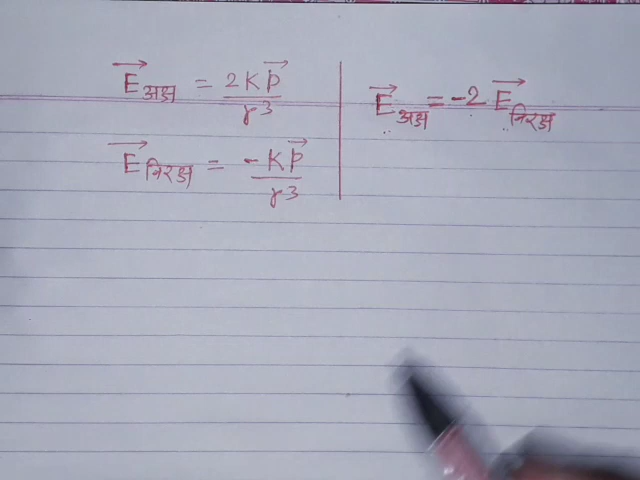 E⃗अक्ष = 2KP⃗/r³
E⃗निरक्ष = -KP⃗/r³
E⃗अक्ष = -2 E⃗निरक्ष